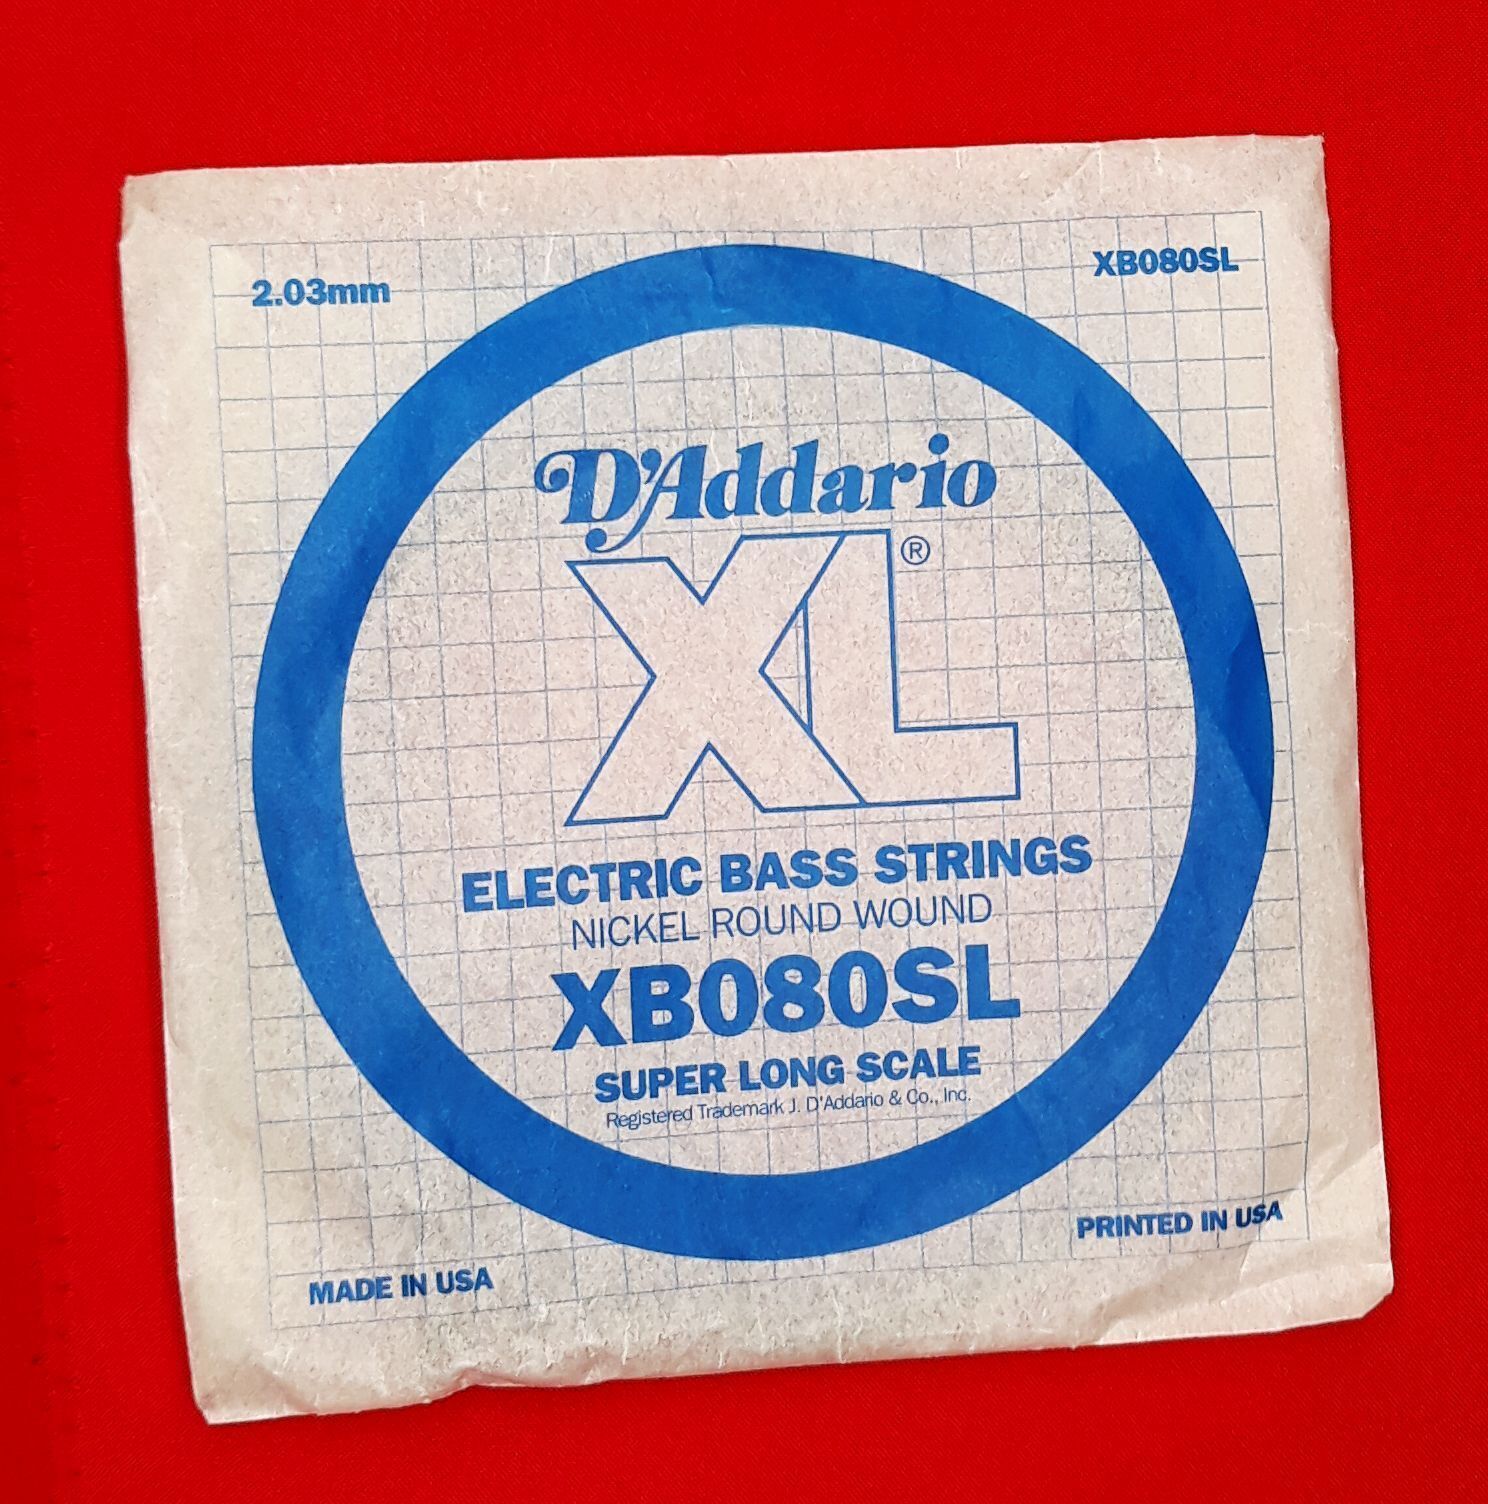 2.03mm
XB080SL
D'Addario
XL®
ELECTRIC BASS STRINGS
NICKEL ROUND WOUND
XB080SL
SUPER LONG SCALE
Registered Trademark J. D'Addario & Co., Inc.
PRINTED IN USA
MADE IN USA